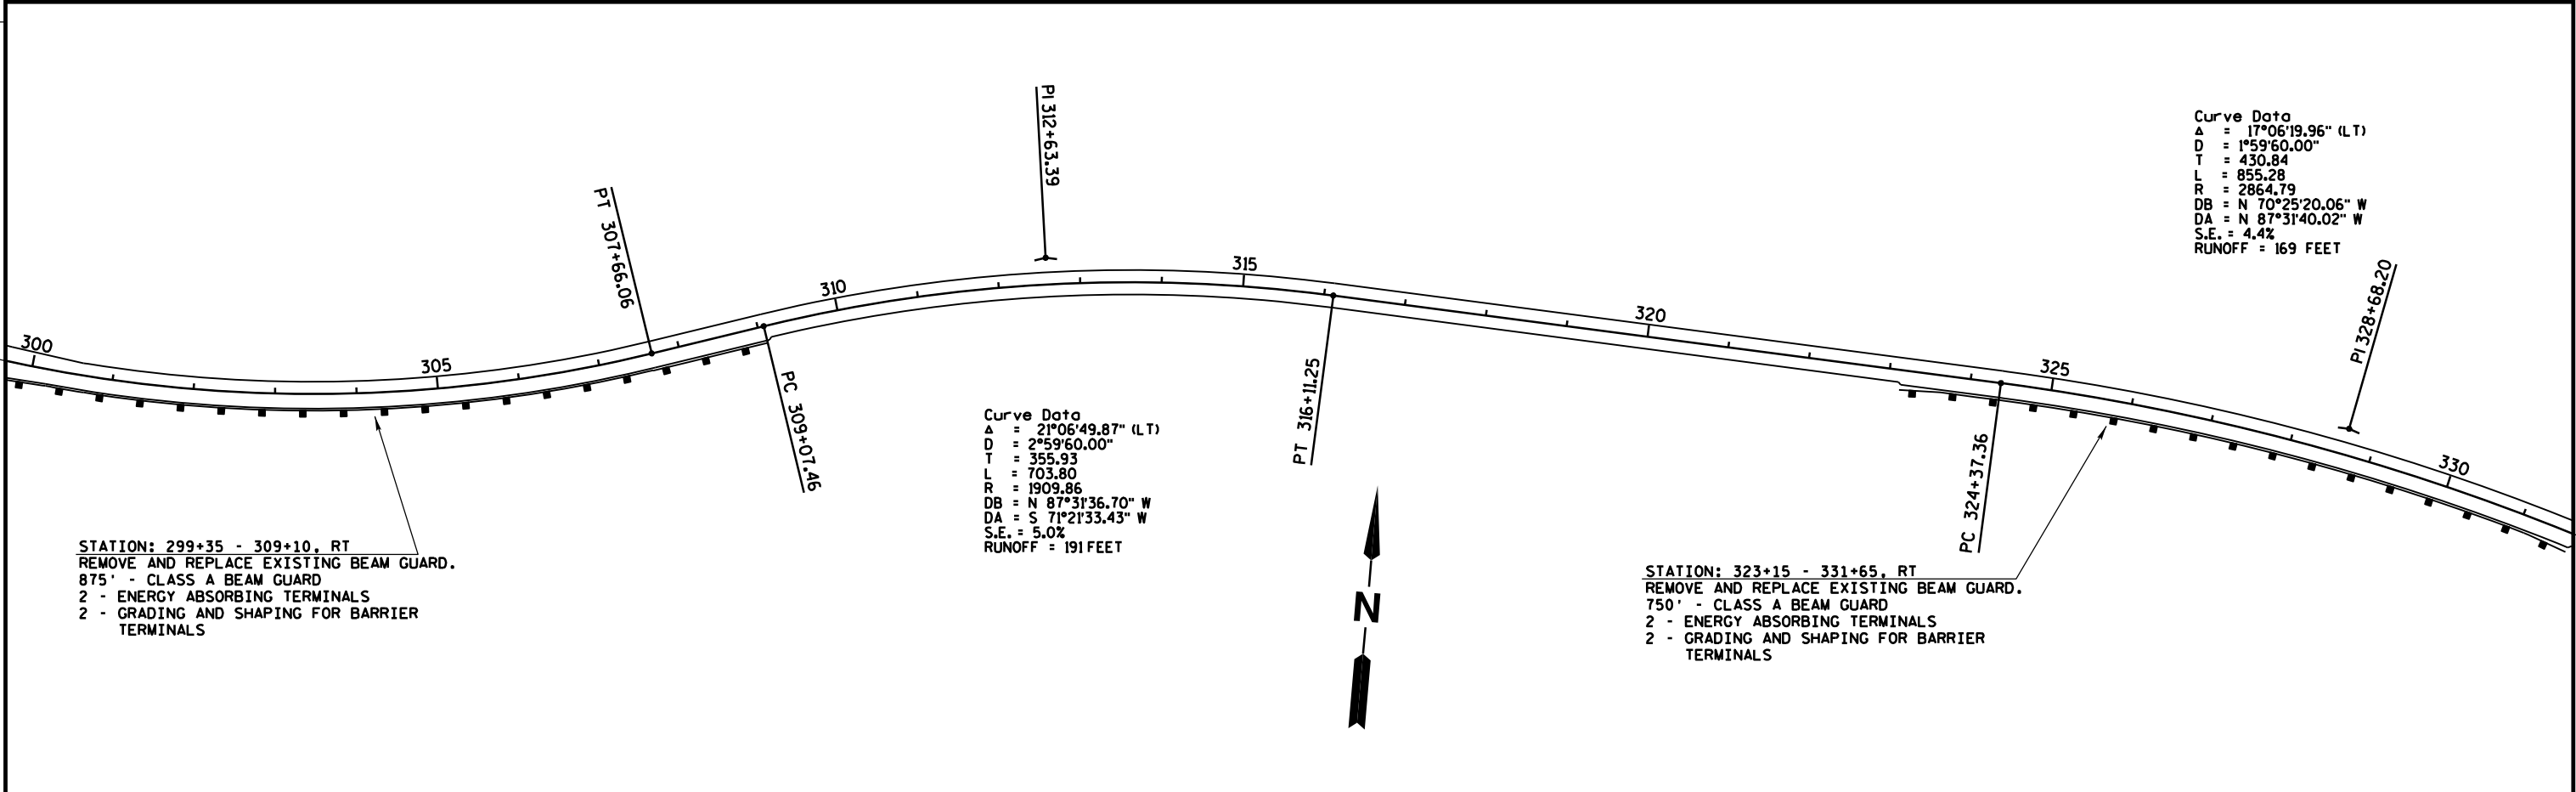 PI 312+63.39
Curve Data
Δ = 17°06'19.96" (LT)
D = 1°59'60.00"
T = 430.84
L = 855.28
R = 2864.79
DB = N 70°25'20.06" W
DA = N 87°31'40.02" W
S.E. = 4.4%
RUNOFF = 169 FEET
PT 307+66.06
PI 328+68.20
300
305
310
315
320
325
330
PC 309+07.46
PT 316+11.25
PC 324+37.36
Curve Data
Δ = 21°06'49.87" (LT)
D = 2°59'60.00"
T = 355.93
L = 703.80
R = 1909.86
DB = N 87°31'36.70" W
DA = S 71°21'33.43" W
S.E. = 5.0%
RUNOFF = 191 FEET
STATION: 299+35 - 309+10, RT
REMOVE AND REPLACE EXISTING BEAM GUARD.
875' - CLASS A BEAM GUARD
2 - ENERGY ABSORBING TERMINALS
2 - GRADING AND SHAPING FOR BARRIER
TERMINALS
N
STATION: 323+15 - 331+65, RT
REMOVE AND REPLACE EXISTING BEAM GUARD.
750' - CLASS A BEAM GUARD
2 - ENERGY ABSORBING TERMINALS
2 - GRADING AND SHAPING FOR BARRIER
TERMINALS